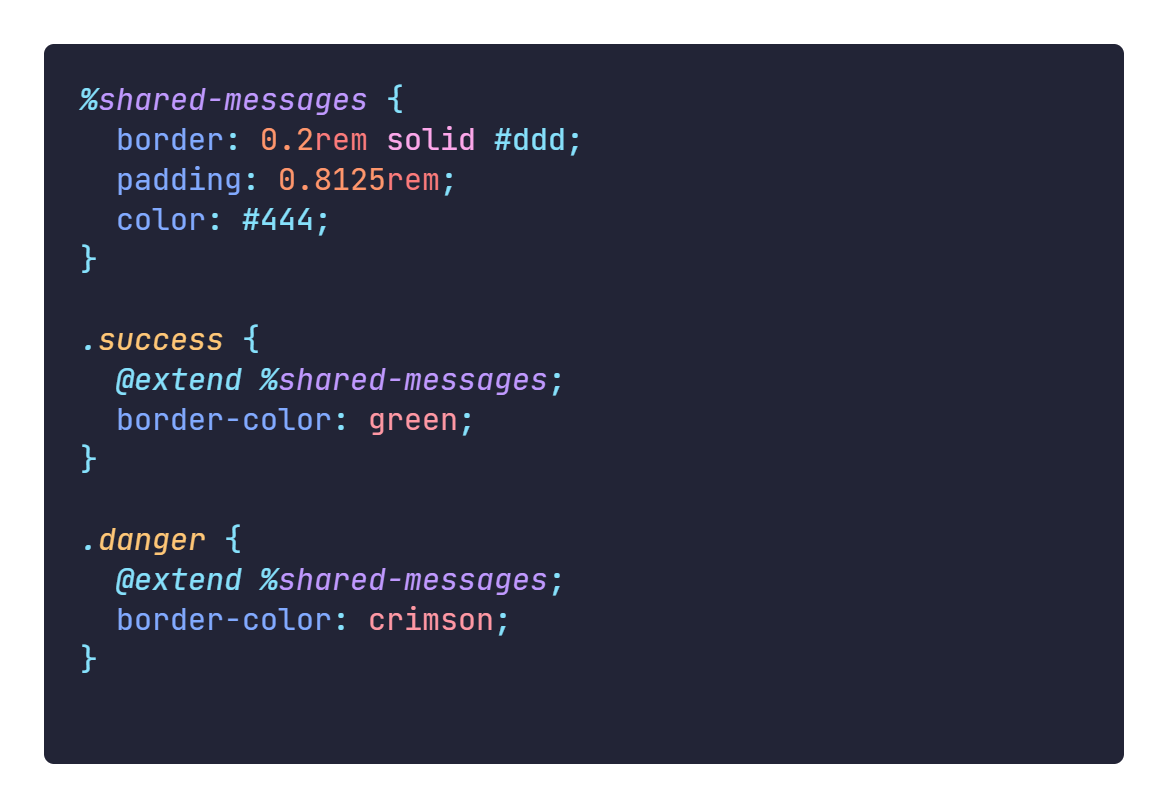 %shared-messages {
  border: 0.2rem solid #ddd;
  padding: 0.8125rem;
  color: #444;
}

.success {
  @extend %shared-messages;
  border-color: green;
}

.danger {
  @extend %shared-messages;
  border-color: crimson;
}